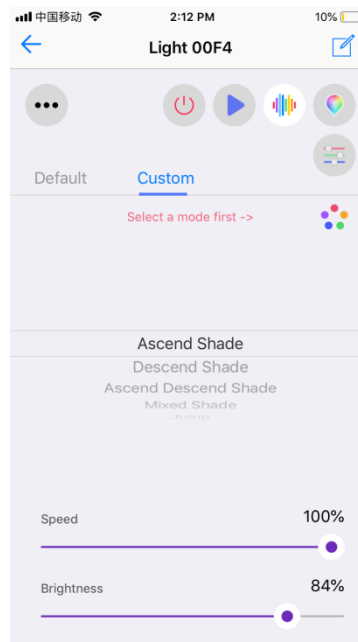 中国移动 2:12 PM 10%
Light 00F4
Default Custom
Select a mode first ->
Ascend Shade
Descend Shade
Ascend Descend Shade
Mixed Shade
Jump
Speed 100%
Brightness 84%